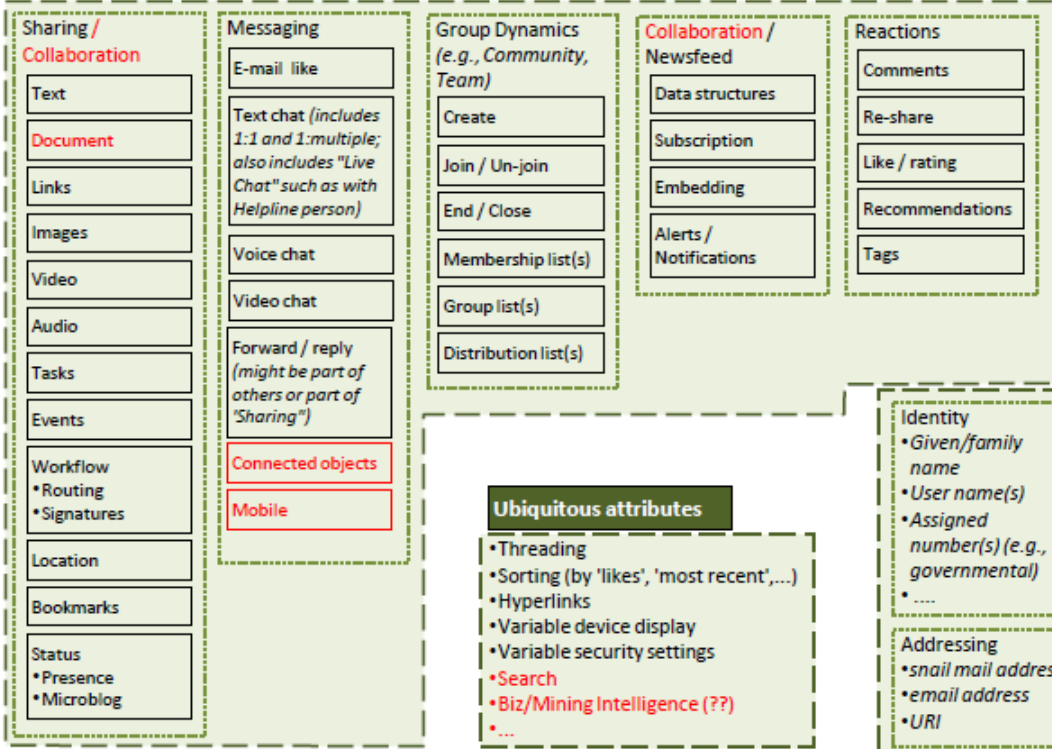 Sharing /
Collaboration
Text
Document
Links
Images
Video
Audio
Tasks
Events
Workflow
•Routing
•Signatures
Location
Bookmarks
Status
•Presence
•Microblog
Messaging
E-mail like
Text chat (includes
1:1 and 1:multiple;
also includes "Live
Chat" such as with
Helpline person)
Voice chat
Video chat
Forward / reply
(might be part of
others or part of
"Sharing")
Connected objects
Mobile
Group Dynamics
(e.g., Community,
Team)
Create
Join / Un-join
End / Close
Membership list(s)
Group list(s)
Distribution list(s)
Collaboration /
Newsfeed
Data structures
Subscription
Embedding
Alerts /
Notifications
Reactions
Comments
Re-share
Like / rating
Recommendations
Tags
Ubiquitous attributes
•Threading
•Sorting (by 'likes', 'most recent',...)
•Hyperlinks
•Variable device display
•Variable security settings
•Search
•Biz/Mining Intelligence (??)
•...
Identity
•Given/family
name
•User name(s)
•Assigned
number(s) (e.g.,
governmental)
• ....
Addressing
•snail mail addres
•email address
•URI